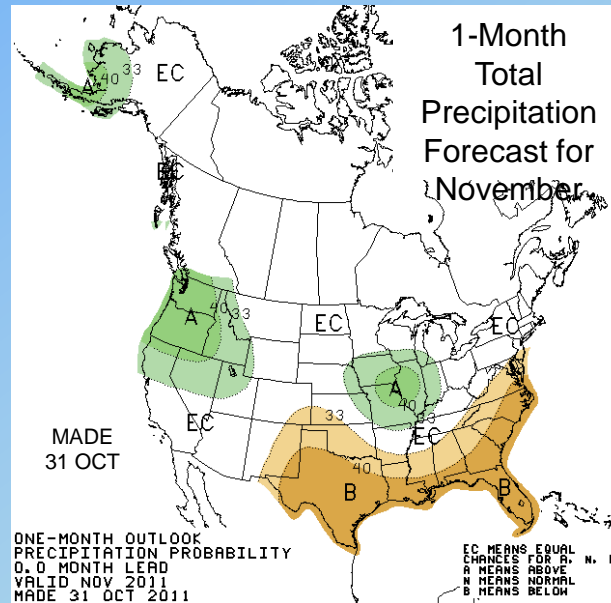 1-Month
Total
Precipitation
Forecast for
November
A
40
33
EC
EC
40
33
A
EC
EC
A
40
33
EC
33
EC
40
B
B
MADE
31 OCT
ONE-MONTH OUTLOOK
PRECIPITATION PROBABILITY
0.0 MONTH LEAD
VALID NOV 2011
MADE 31 OCT 2011
EC MEANS EQUAL
CHANCES FOR A, N,
A MEANS ABOVE
N MEANS NORMAL
B MEANS BELOW